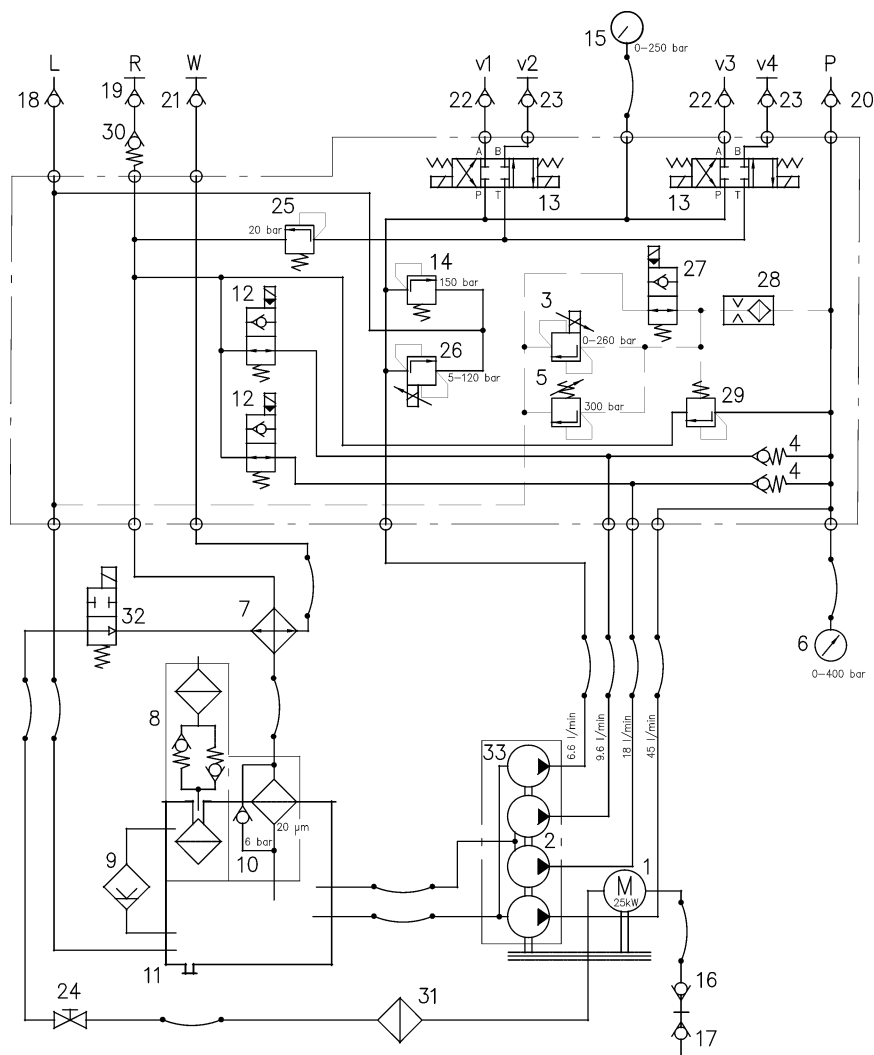 15
0-250 bar
L
R
W
v1
v2
v3
v4
P
18
19
21
22
23
22
23
20
30
A
B
A
B
P
T
13
P
T
13
25
20 bar
14
150 bar
27
28
12
3
0-260 bar
26
5-120 bar
5
300 bar
29
12
4
4
32
7
6
0-400 bar
8
6.6 l/min
9.6 l/min
18 l/min
45 l/min
33
20 µm
6 bar
2
9
10
1
M
25kW
11
24
31
16
17